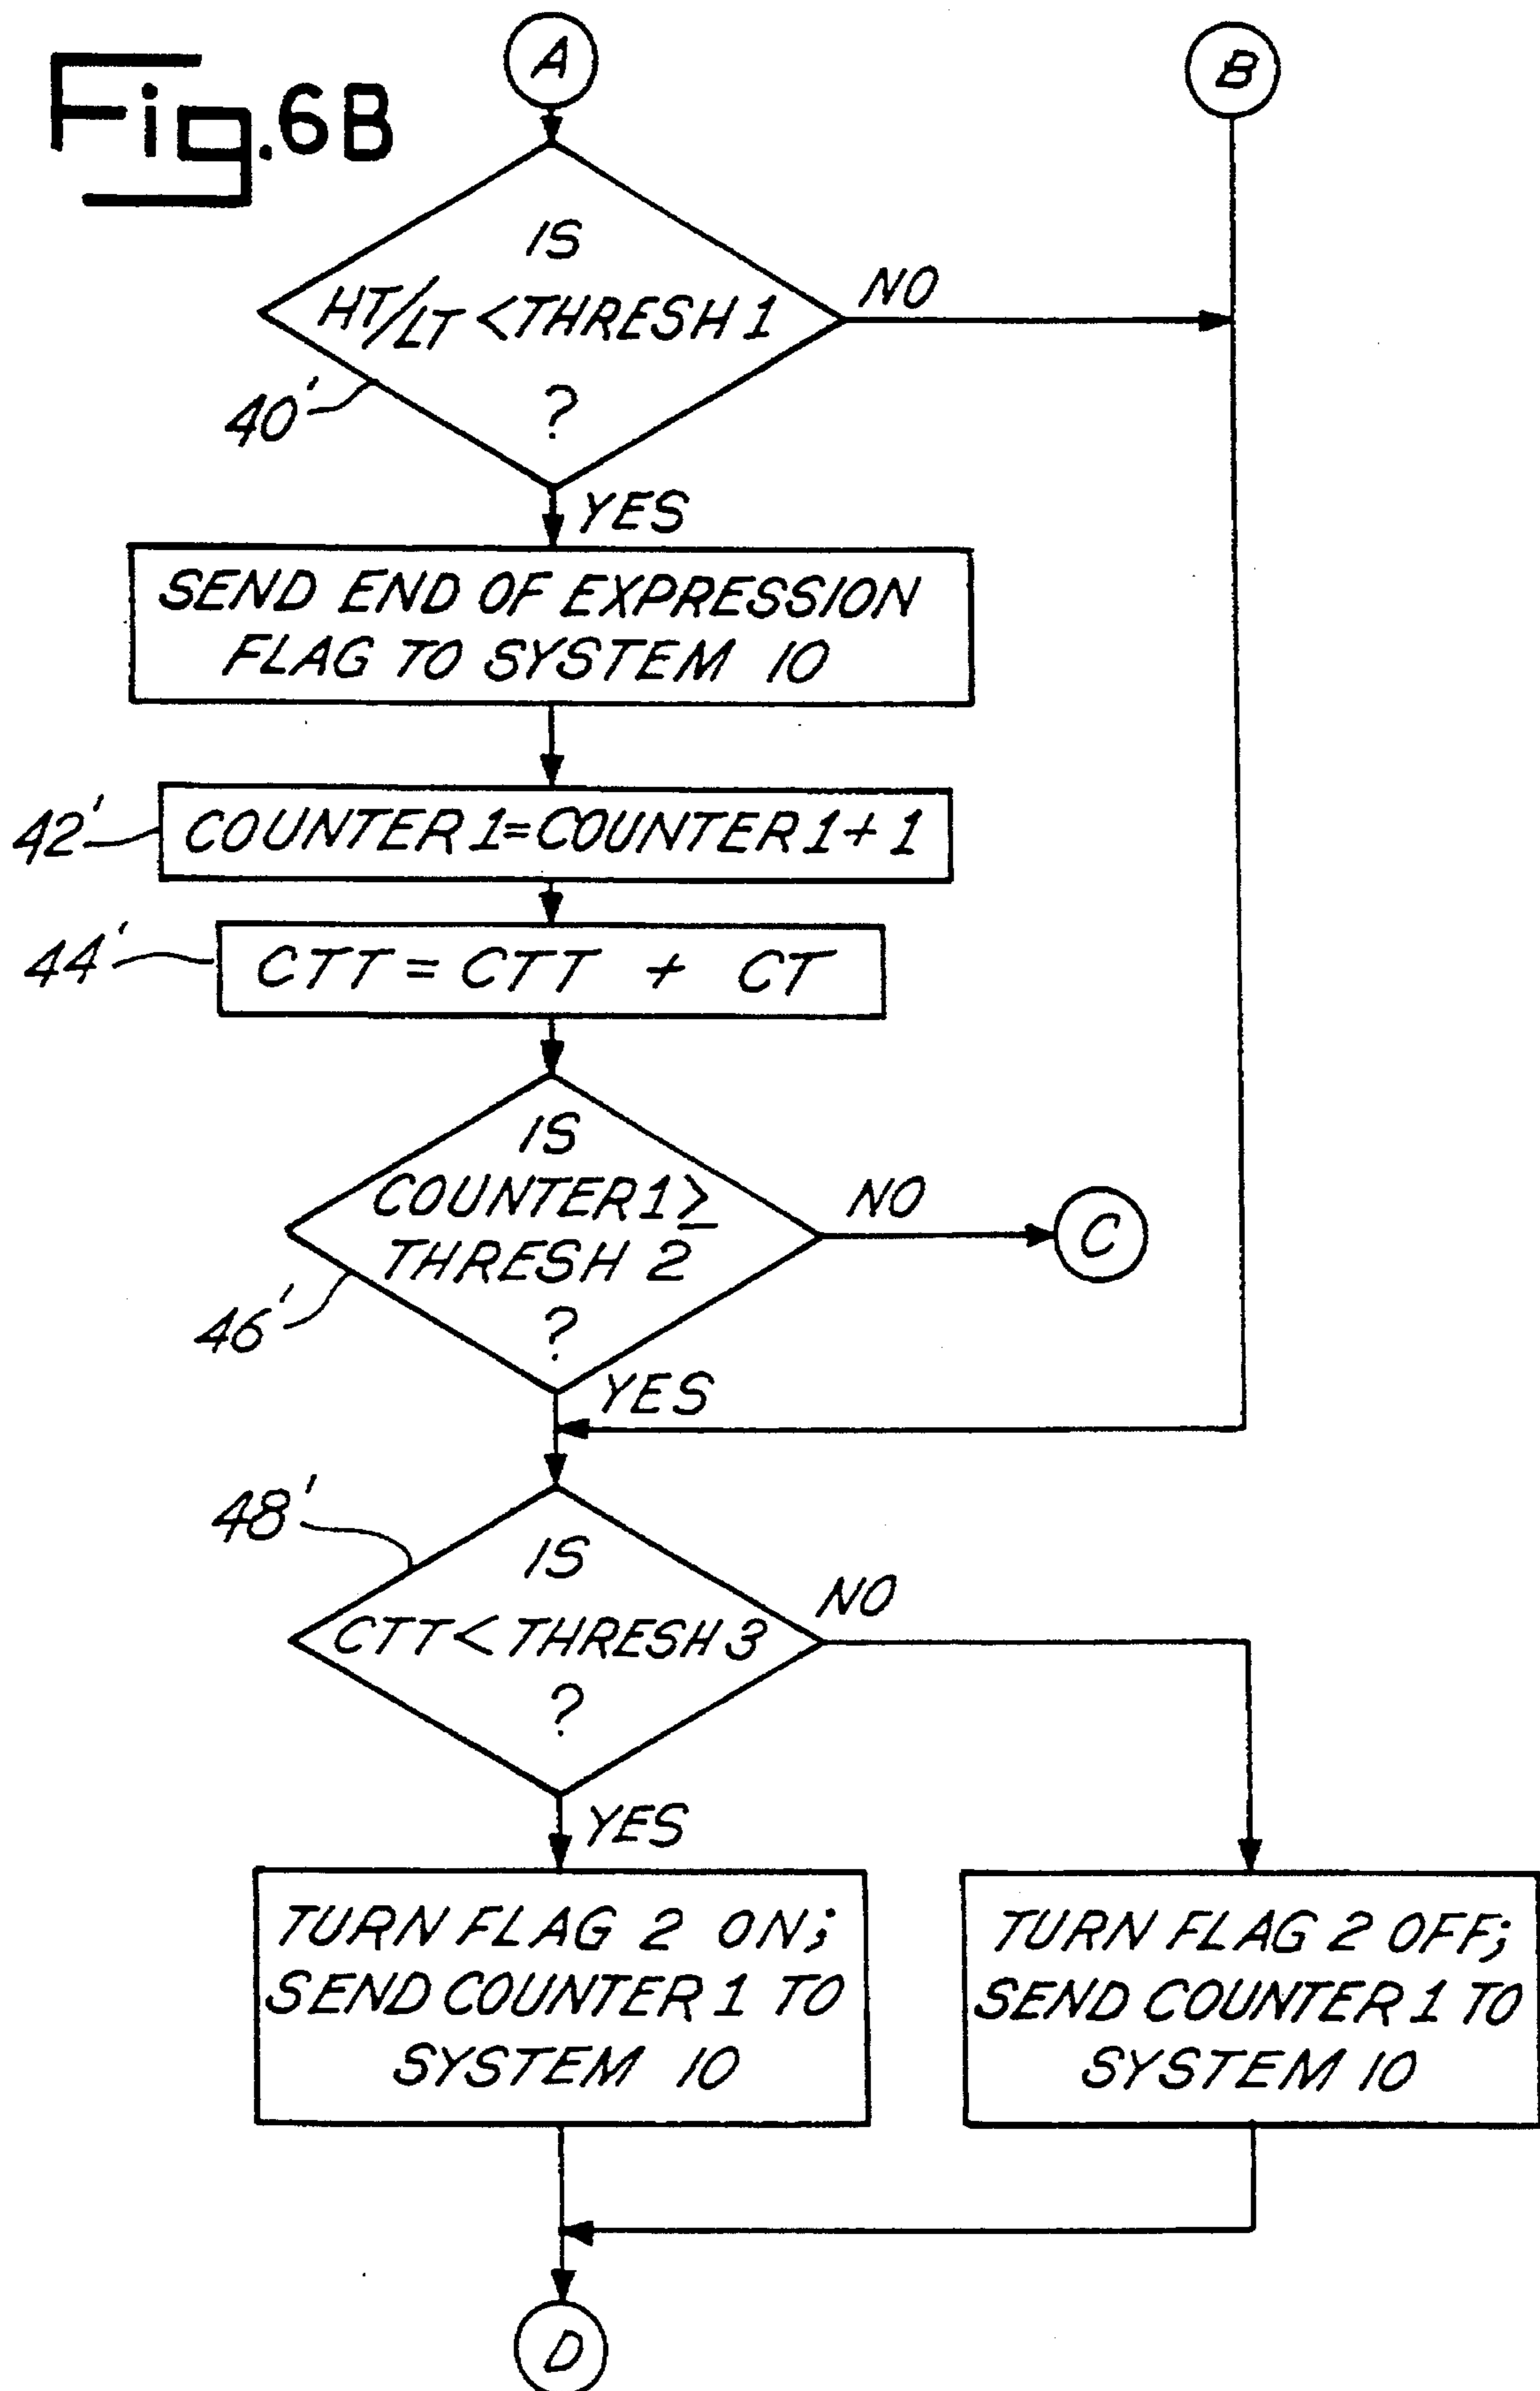 Fig.6B
A
B
IS
HT/LT <THRESH 1
?
NO
40'
YES
SEND END OF EXPRESSION
FLAG TO SYSTEM 10
42'
COUNTER 1=COUNTER 1+1
44'
CTT = CTT + CT
IS
COUNTER 1 ≥
THRESH 2
?
NO
C
46'
YES
48'
IS
CTT < THRESH 3
?
NO
YES
TURN FLAG 2 ON;
SEND COUNTER 1 TO
SYSTEM 10
TURN FLAG 2 OFF;
SEND COUNTER 1 TO
SYSTEM 10
D